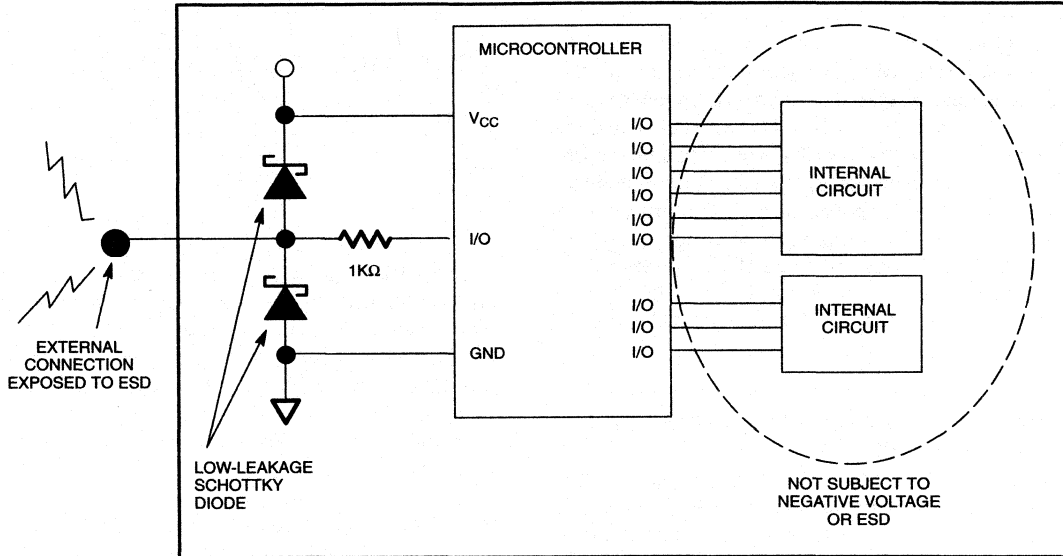 MICROCONTROLLER
VCC
I/O
GND
1KΩ
I/O
I/O
I/O
I/O
I/O
I/O
I/O
I/O
I/O
INTERNAL
CIRCUIT
INTERNAL
CIRCUIT
EXTERNAL
CONNECTION
EXPOSED TO ESD
LOW-LEAKAGE
SCHOTTKY
DIODE
NOT SUBJECT TO
NEGATIVE VOLTAGE
OR ESD